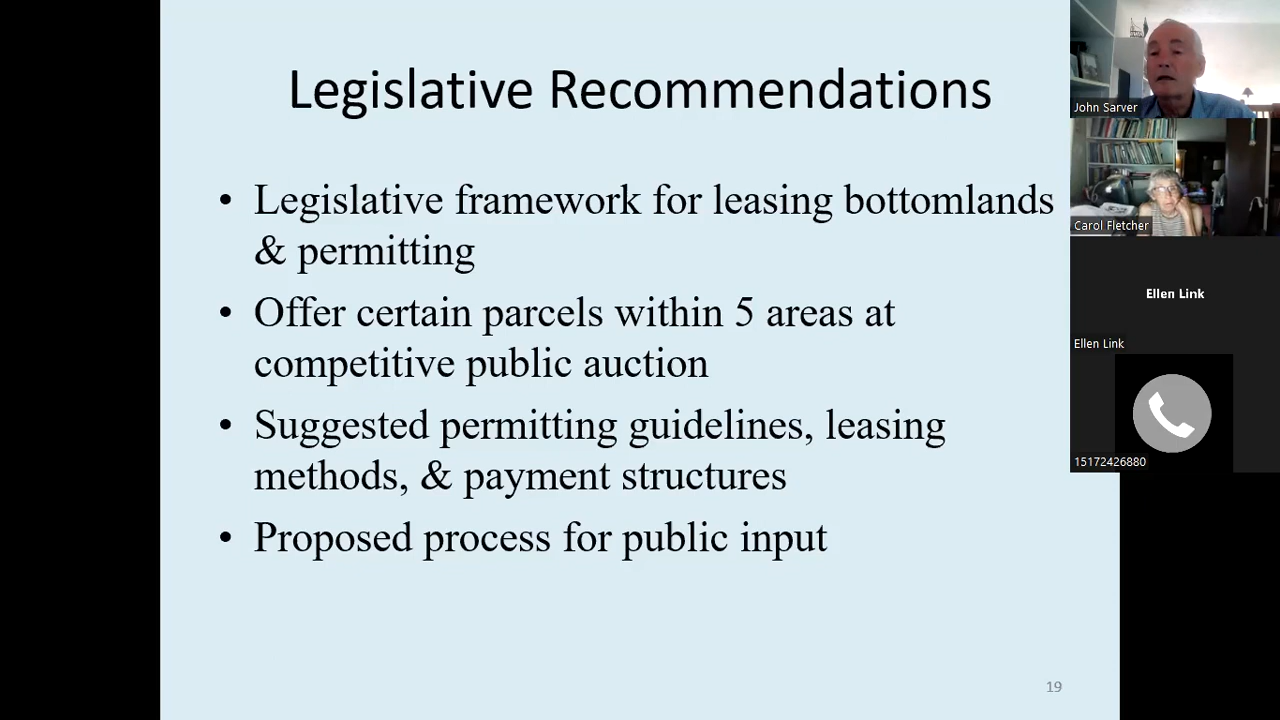 Legislative Recommendations
• Legislative framework for leasing bottomlands
& permitting
• Offer certain parcels within 5 areas at
competitive public auction
• Suggested permitting guidelines, leasing
methods, & payment structures
• Proposed process for public input
19
John Sarver
Carol Fletcher
Ellen Link
Ellen Link
15172426880